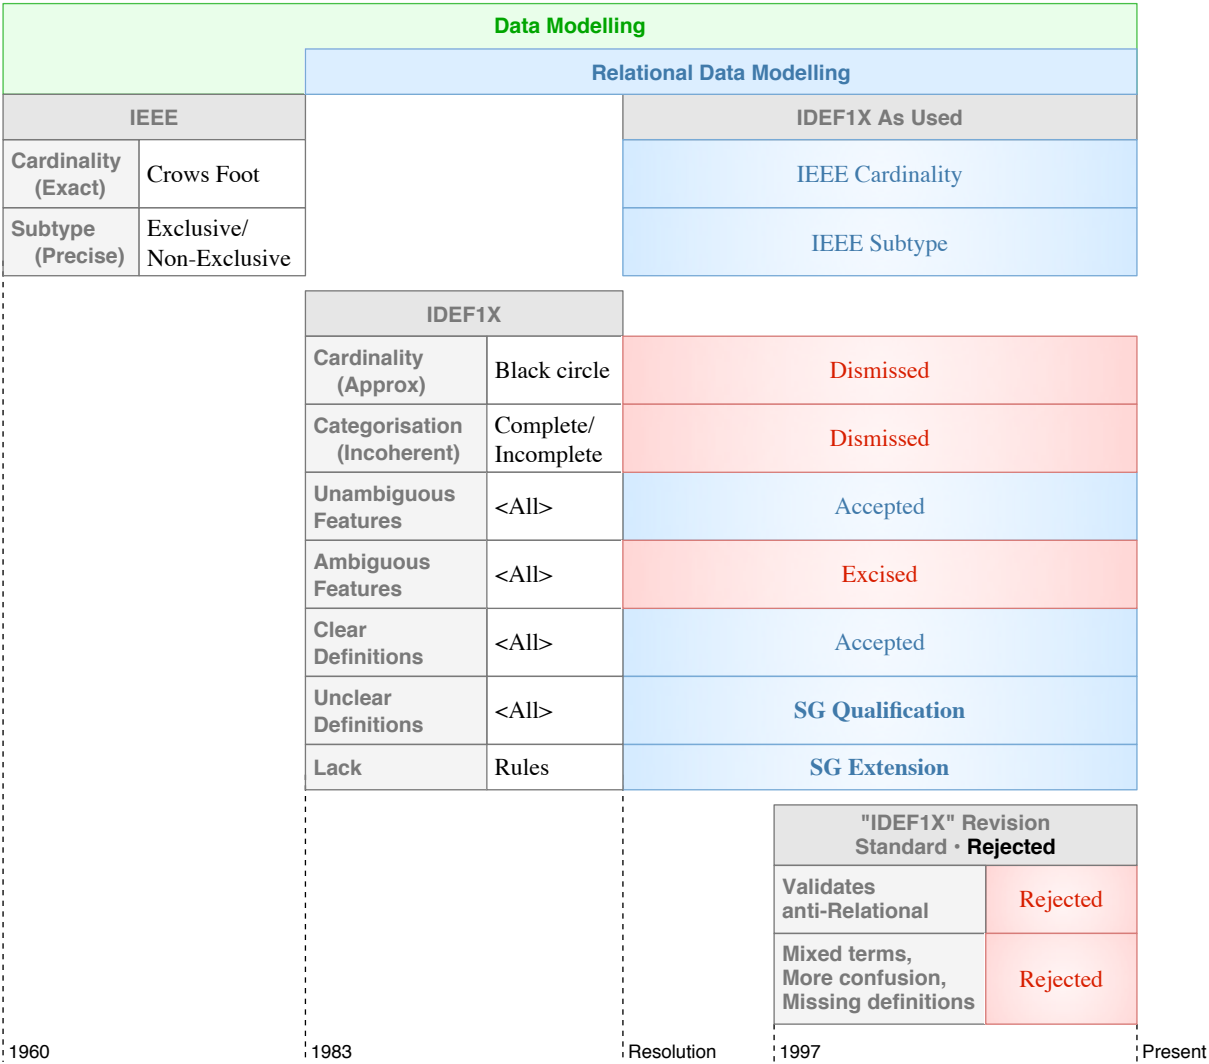 Data Modelling
Relational Data Modelling
IEEE
IDEF1X As Used
Cardinality
(Exact)
Crows Foot
IEEE Cardinality
Subtype
(Precise)
Exclusive/
Non-Exclusive
IEEE Subtype
IDEF1X
Cardinality
(Approx)
Black circle
Dismissed
Categorisation
(Incoherent)
Complete/
Incomplete
Dismissed
Unambiguous
Features
<All>
Accepted
Ambiguous
Features
<All>
Excised
Clear
Definitions
<All>
Accepted
Unclear
Definitions
<All>
SG Qualification
Lack
Rules
SG Extension
"IDEF1X" Revision
Standard · Rejected
Validates
anti-Relational
Rejected
Mixed terms,
More confusion,
Missing definitions
Rejected
1960
1983
Resolution
1997
Present